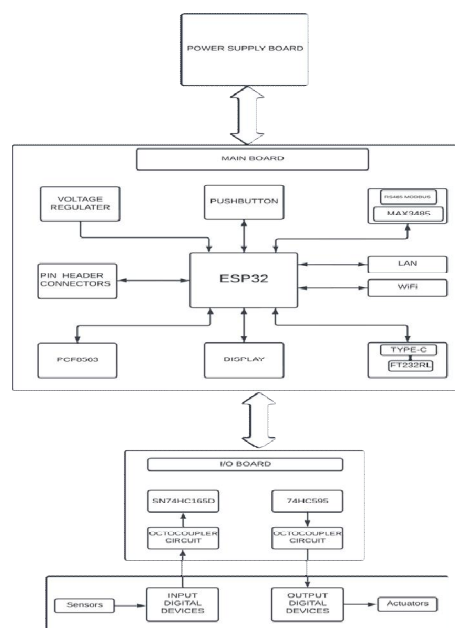 POWER SUPPLY BOARD
MAIN BOARD
VOLTAGE
REGULATER
PUSHBUTTON
RS485 MODBUS
MAX3485
PIN HEADER
CONNECTORS
ESP32
LAN
WiFi
PCF8563
DISPLAY
TYPE-C
FT232RL
I/O BOARD
SN74HC165D
74HC595
OCTOCOUPLER
CIRCUIT
OCTOCOUPLER
CIRCUIT
Sensors
INPUT
DIGITAL
DEVICES
OUTPUT
DIGITAL
DEVICES
Actuators